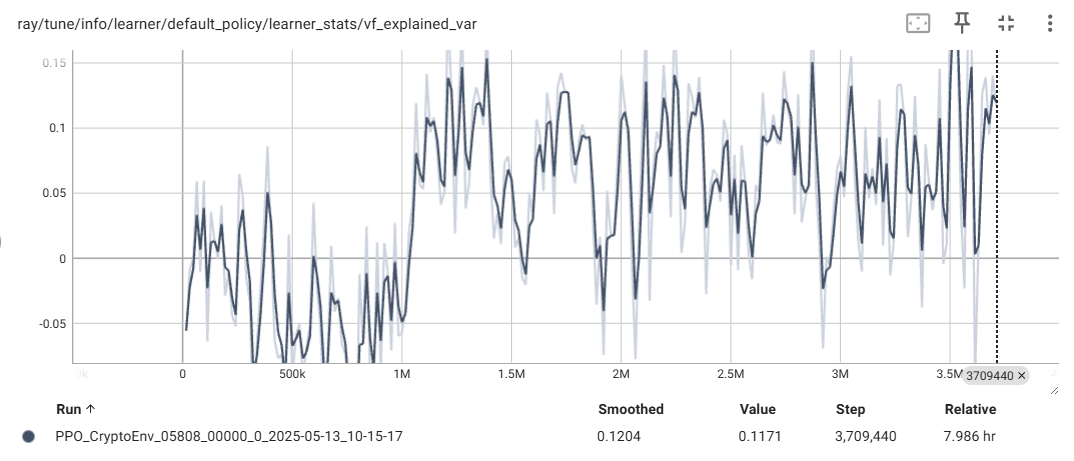 ray/tune/info/learner/default_policy/learner_stats/vf_explained_var
0.15
0.1
0.05
0
-0.05
0 500k 1M 1.5M 2M 2.5M 3M 3.5M 3709440 ×
Run ↑ Smoothed Value Step Relative
PPO_CryptoEnv_05808_00000_0_2025-05-13_10-15-17 0.1204 0.1171 3,709,440 7.986 hr